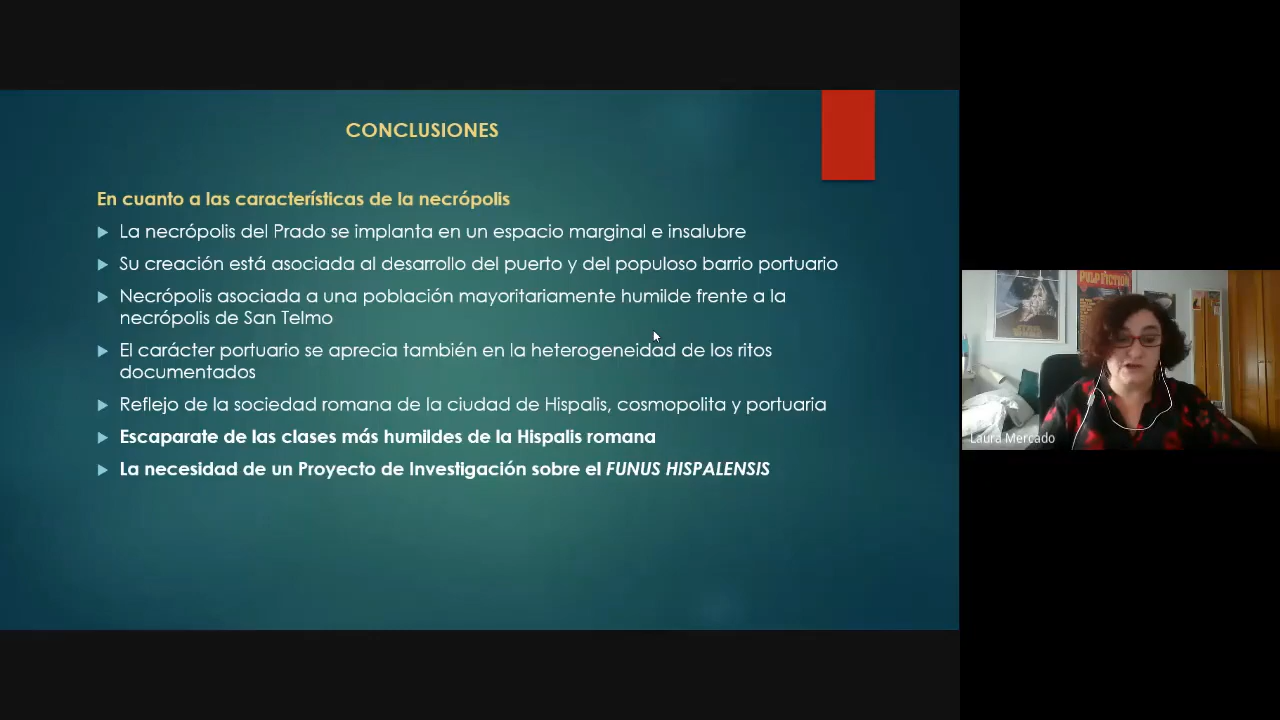 CONCLUSIONES
En cuanto a las características de la necrópolis
La necrópolis del Prado se implanta en un espacio marginal e insalubre
Su creación está asociada al desarrollo del puerto y del populoso barrio portuario
Necrópolis asociada a una población mayoritariamente humilde frente a la
necrópolis de San Telmo
El carácter portuario se aprecia también en la heterogeneidad de los ritos
documentados
Reflejo de la sociedad romana de la ciudad de Hispalis, cosmopolita y portuaria
Escaparate de las clases más humildes de la Hispalis romana
La necesidad de un Proyecto de Investigación sobre el FUNUS HISPALENSIS
PULP FICTION
STAR WARS
Laura Mercado